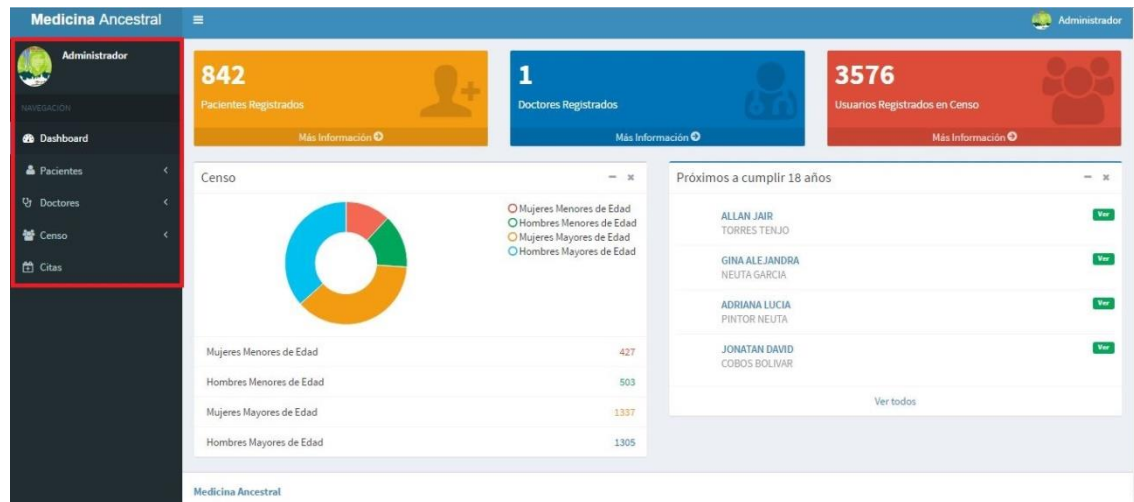 Medicina Ancestral
Administrador
Administrador
NAVEGACIÓN
Dashboard
Pacientes
Doctores
Censo
Citas
842
Pacientes Registrados
Más Información
1
Doctores Registrados
Más Información
3576
Usuarios Registrados en Censo
Más Información
Censo
Mujeres Menores de Edad
Hombres Menores de Edad
Mujeres Mayores de Edad
Hombres Mayores de Edad
Mujeres Menores de Edad 427
Hombres Menores de Edad 503
Mujeres Mayores de Edad 1337
Hombres Mayores de Edad 1305
Próximos a cumplir 18 años
ALLAN JAIR Ver
TORRES TENJO
GINA ALEJANDRA Ver
NEUTA GARCIA
ADRIANA LUCIA Ver
PINTOR NEUTA
JONATAN DAVID Ver
COBOS BOLIVAR
Ver todos
Medicina Ancestral